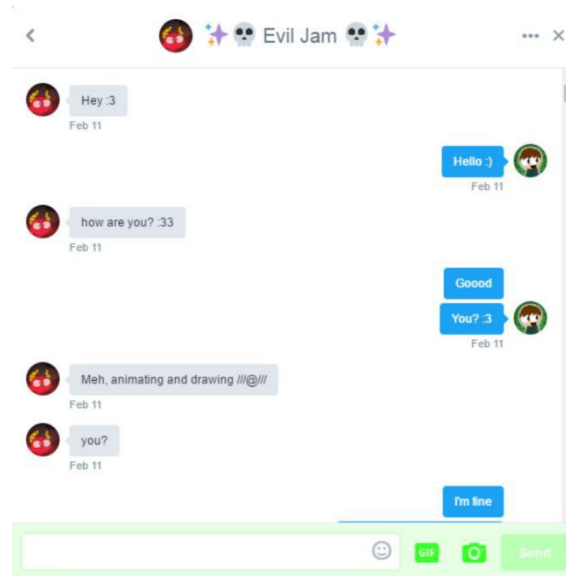 ✨💀 Evil Jam 💀✨
Hey :3
Feb 11
Hello :)
Feb 11
how are you? :33
Feb 11
Goood
You? :3
Feb 11
Meh, animating and drawing ///@///
Feb 11
you?
Feb 11
I'm fine
GIF
Send